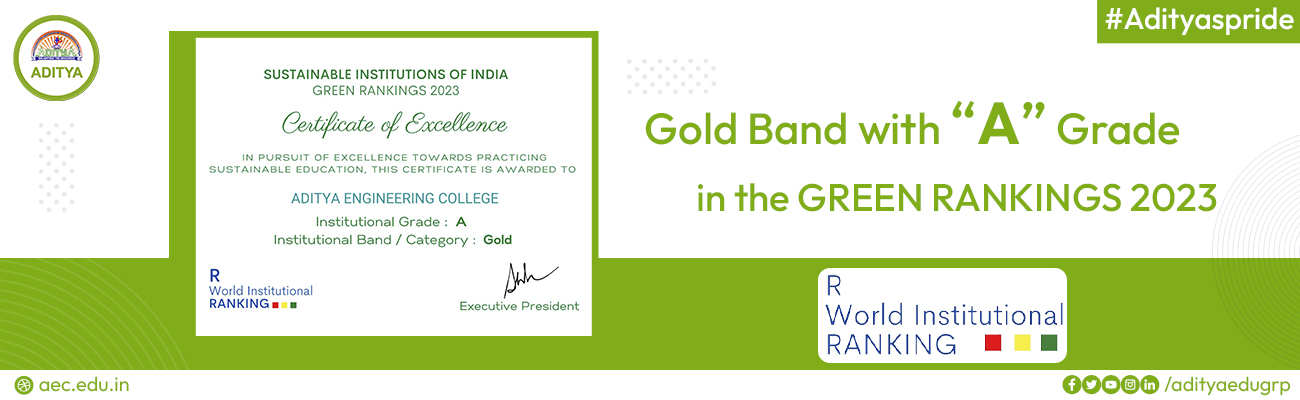 #Adityaspride
ADITYA
ADITYA
SUSTAINABLE INSTITUTIONS OF INDIA
GREEN RANKINGS 2023
Certificate of Excellence
IN PURSUIT OF EXCELLENCE TOWARDS PRACTICING
SUSTAINABLE EDUCATION, THIS CERTIFICATE IS AWARDED TO
ADITYA ENGINEERING COLLEGE
Institutional Grade : A
Institutional Band / Category : Gold
R
World Institutional
RANKING
Executive President
Gold Band with “A” Grade
in the GREEN RANKINGS 2023
R
World Institutional
RANKING
aec.edu.in
/adityaedugrp